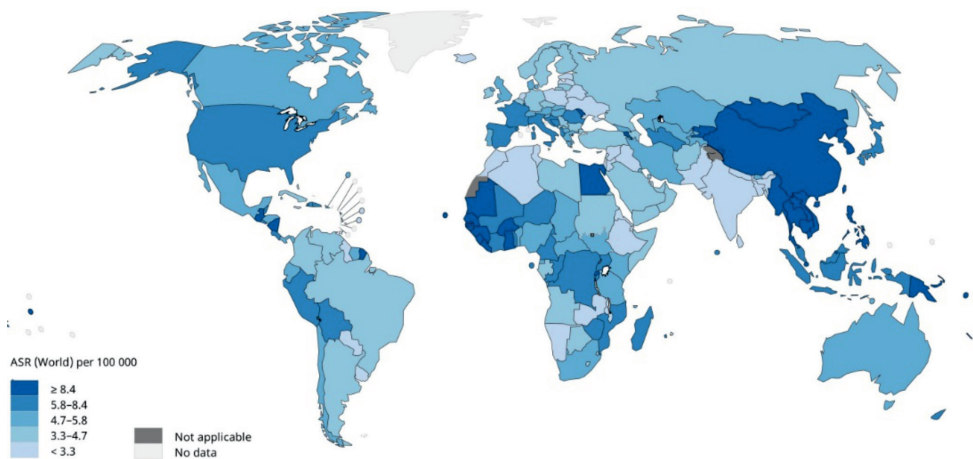 ASR (World) per 100 000
≥ 8.4
5.8–8.4
4.7–5.8
3.3–4.7
< 3.3
Not applicable
No data